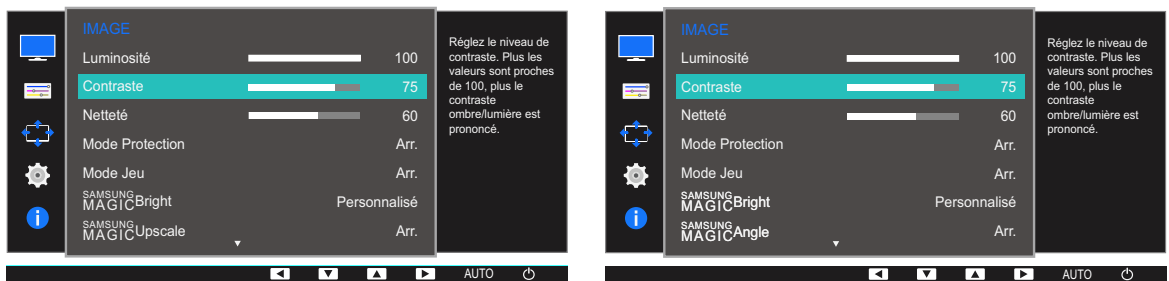 IMAGE
Luminosité 100
Contraste 75
Netteté 60
Mode Protection Arr.
Mode Jeu Arr.
SAMSUNG MAGIC Bright Personnalisé
SAMSUNG MAGIC Upscale Arr.
Réglez le niveau de
contraste. Plus les
valeurs sont proches
de 100, plus le
contraste
ombre/lumière est
prononcé.
AUTO
IMAGE
Luminosité 100
Contraste 75
Netteté 60
Mode Protection Arr.
Mode Jeu Arr.
SAMSUNG MAGIC Bright Personnalisé
SAMSUNG MAGIC Angle Arr.
Réglez le niveau de
contraste. Plus les
valeurs sont proches
de 100, plus le
contraste
ombre/lumière est
prononcé.
AUTO